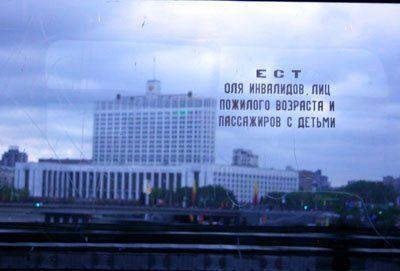 ЕСТ
ОЛЯ ИНВАЛИДОВ, ЛИЦ
ПОЖИЛОГО ВОЗРАСТА И
ПАССАЖИРОВ С ДЕТЬМИ